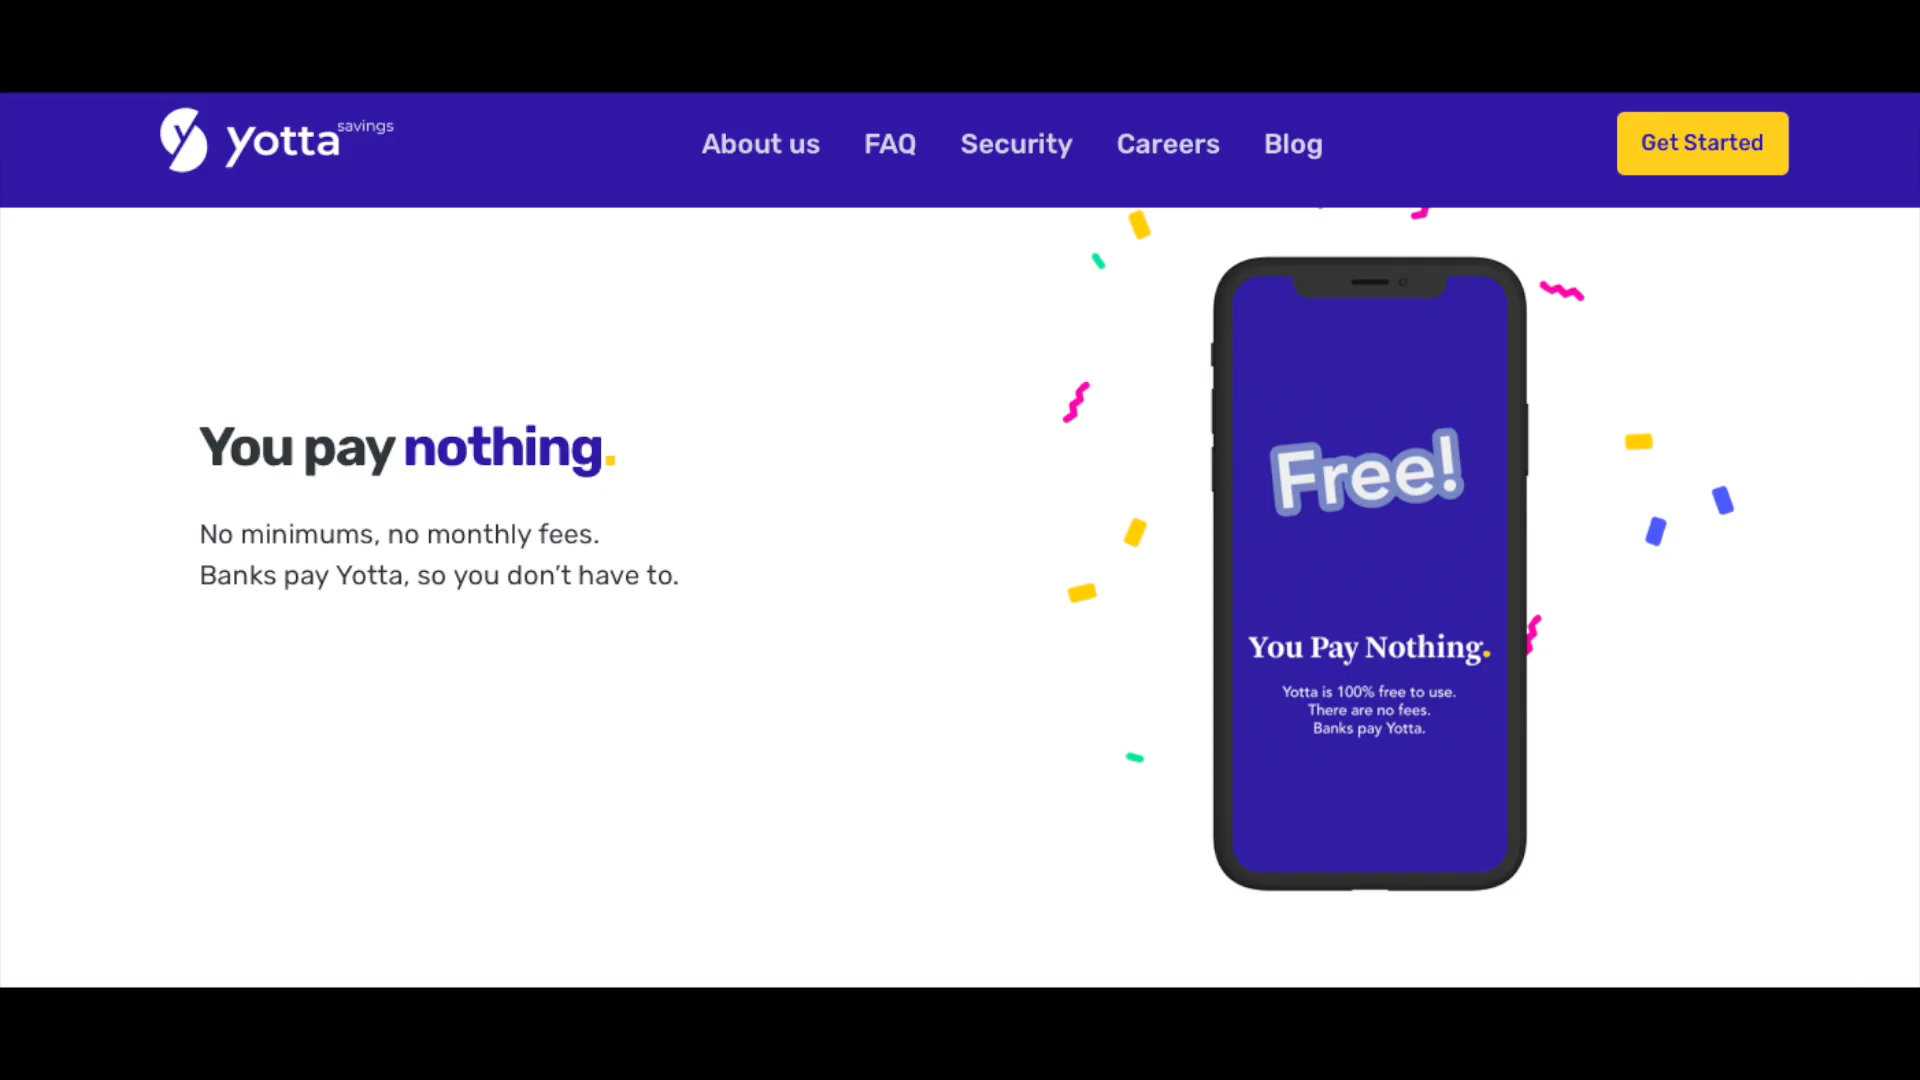 yotta savings
About us FAQ Security Careers Blog
Get Started
You pay nothing.
No minimums, no monthly fees.
Banks pay Yotta, so you don’t have to.
Free!
You Pay Nothing.
Yotta is 100% free to use.
There are no fees.
Banks pay Yotta.